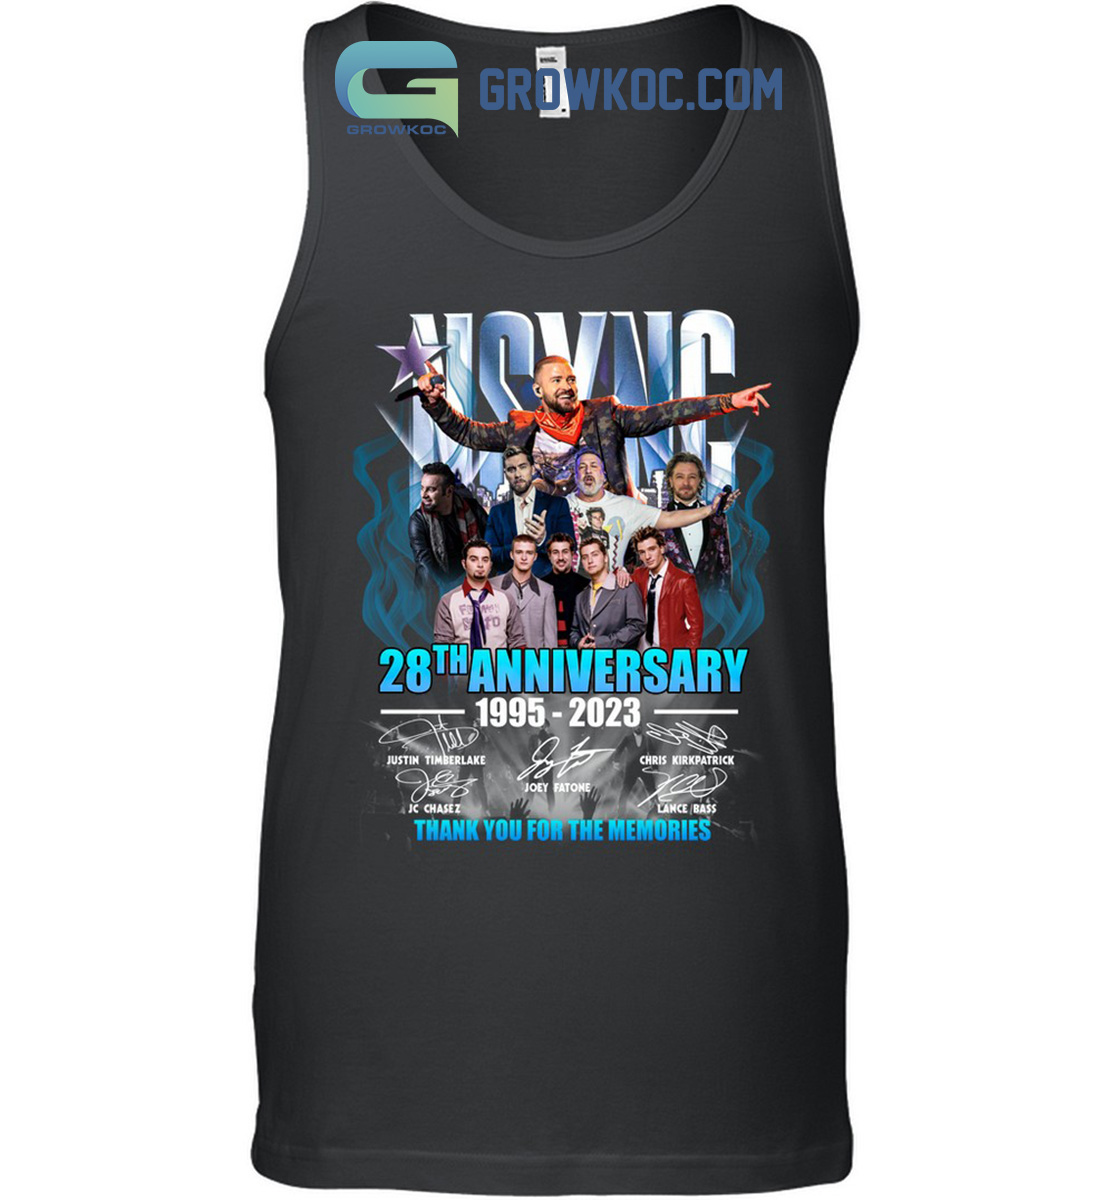 GROWKOC.COM
GROWKOC
NSYNC
28TH ANNIVERSARY
1995 - 2023
JUSTIN TIMBERLAKE
CHRIS KIRKPATRICK
JOEY FATONE
JC CHASEZ
LANCE BASS
THANK YOU FOR THE MEMORIES